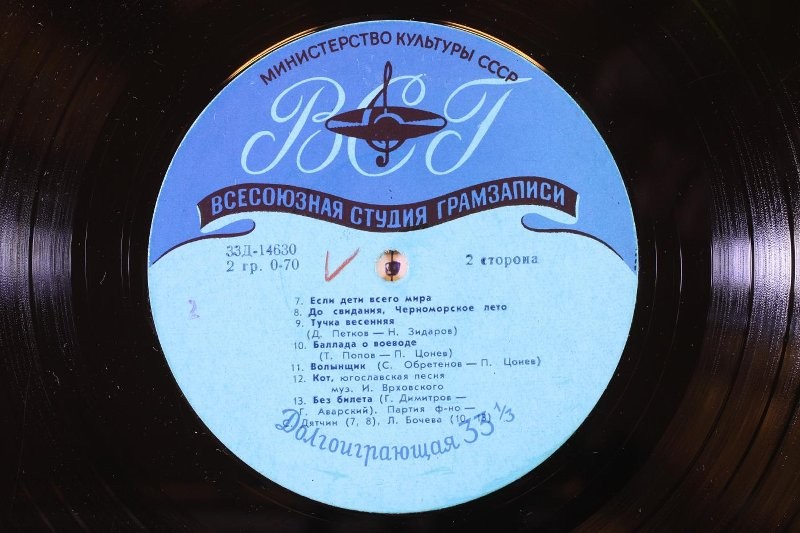 МИНИСТЕРСТВО КУЛЬТУРЫ СССР
ВСГ
ВСЕСОЮЗНАЯ СТУДИЯ ГРАМЗАПИСИ
33Д-14630
2 гр. 0-70
2 сторона
2
7. Если дети всего мира
8. До свидания, Черноморское лето
9. Тучка весенняя
(Д. Петков — Н. Зидаров)
10. Баллада о воеводе
(Т. Попов — П. Цонев)
11. Волынщик (С. Обретенов — П. Цонев)
12. Кот, югославская песня
муз. И. Врховского
13. Без билета (Г. Димитров —
Г. Аварский). Партия ф-но —
Дятчин (7, 8), Л. Бочева
Долгоиграющая 33 1/3